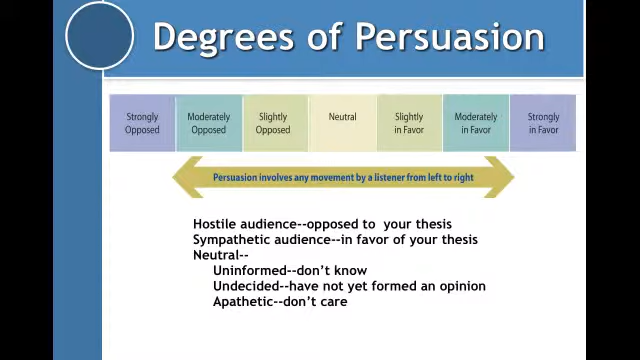 Degrees of Persuasion
Strongly Opposed
Moderately Opposed
Slightly Opposed
Neutral
Slightly in Favor
Moderately in Favor
Strongly in Favor
Persuasion involves any movement by a listener from left to right
Hostile audience--opposed to your thesis
Sympathetic audience--in favor of your thesis
Neutral--
Uninformed--don’t know
Undecided--have not yet formed an opinion
Apathetic--don’t care